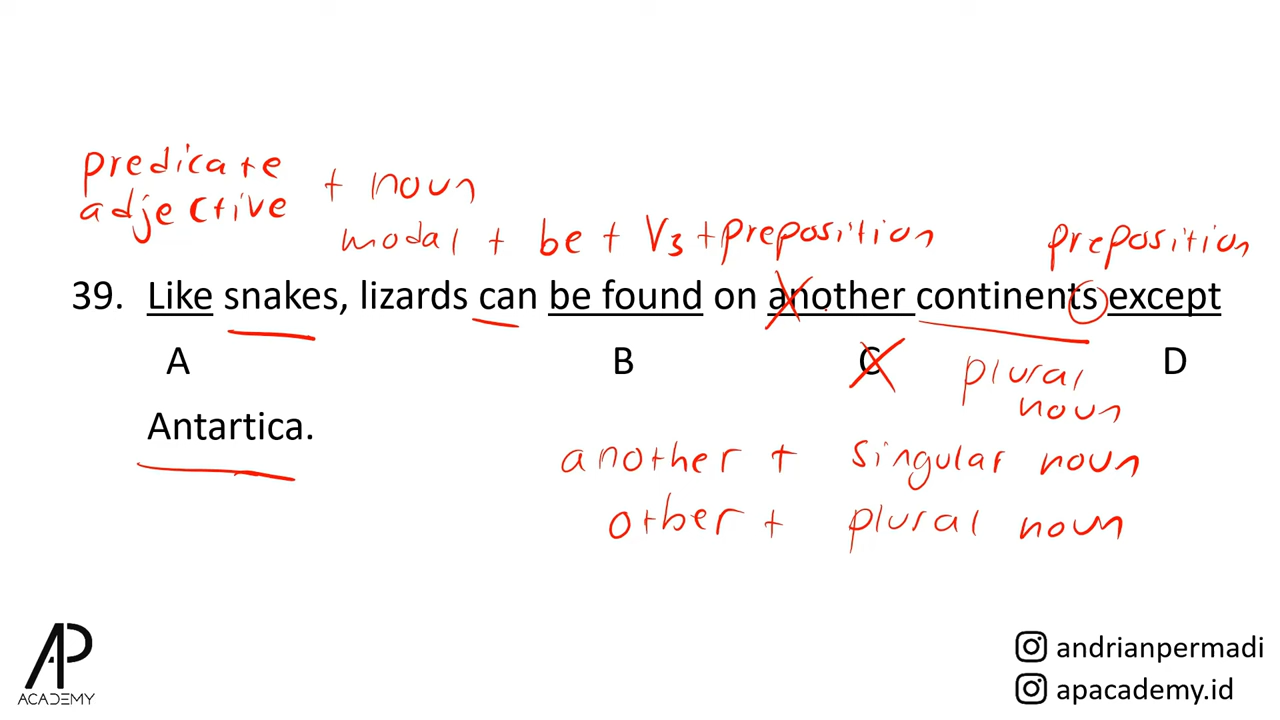 predicate
adjective + noun
modal + be + V3 + preposition
preposition
39. Like snakes, lizards can be found on another continents except
A B C D
plural
noun
Antartica.
another + singular noun
other + plural noun
AP
ACADEMY
andrianpermadi
apacademy.id